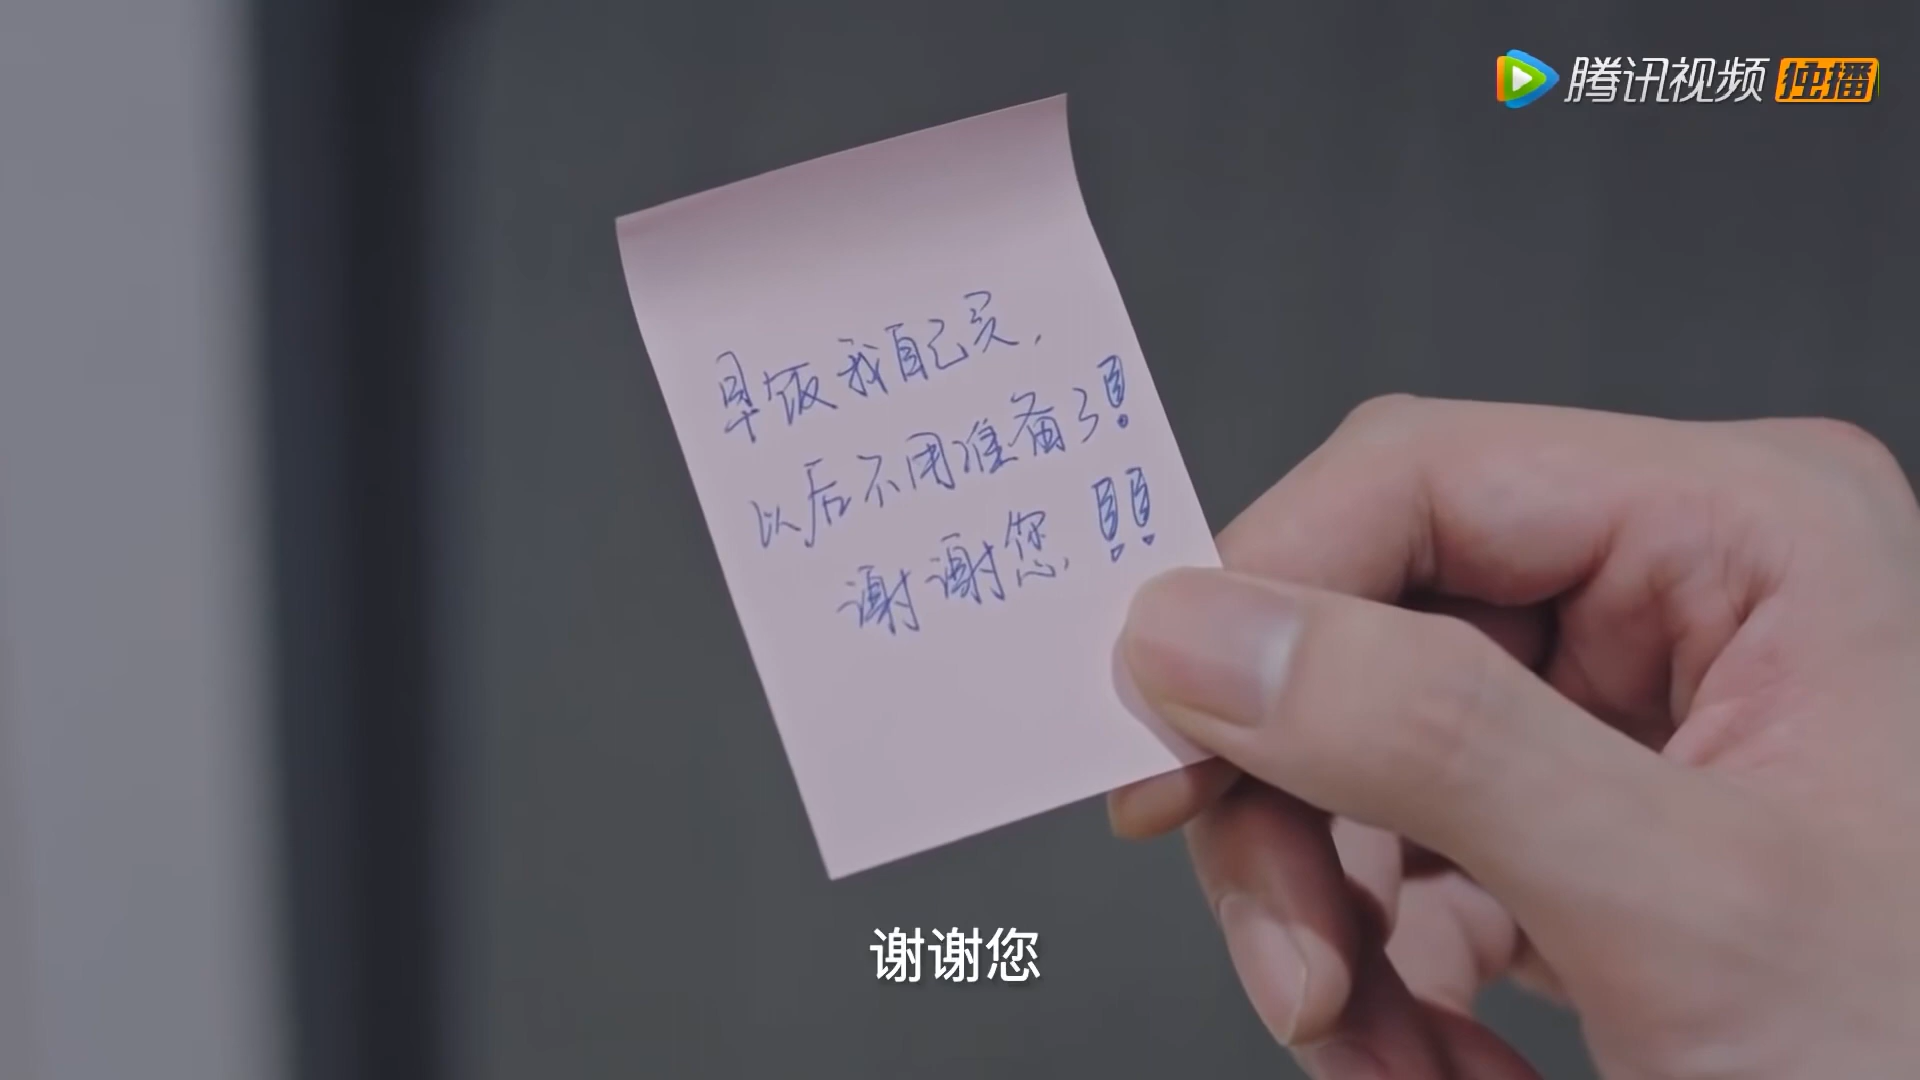 腾讯视频 独播
早饭我自己买,
以后不用准备了!
谢谢您,!!
谢谢您